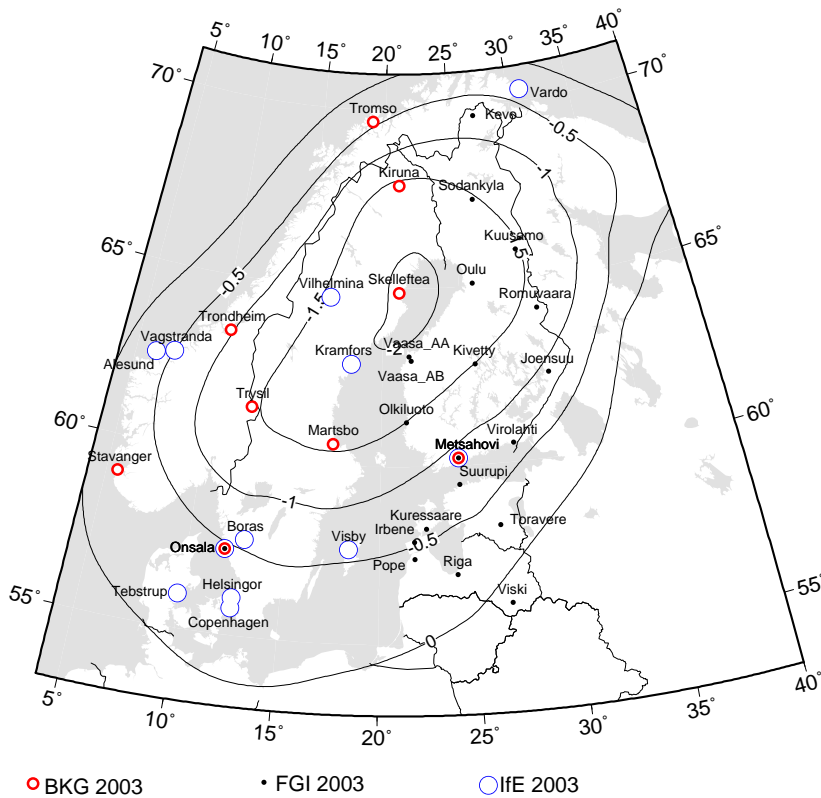 5° 10° 15° 20° 25° 30° 35° 40°
70° 70°
Vardo
Tromso
Kevo
-0.5
-1
Kiruna
Sodankyla
65° 65°
Kuusamo
.5
-0.5
Vilhelmina
Skelleftea
Oulu
Romuvaara
-1.5
Trondheim
Vagstranda
Kramfors
Vaasa_AA
-2
Kivetty
Joensuu
Alesund
Vaasa_AB
Trysil
Olkiluoto
60° 60°
Martsbo
Virolahti
Metsahovi
Stavanger
Suurupi
-1
Kuressaare
Toravere
Boras
Irbene
Onsala
Visby
-0.5
Pope
Riga
55° 55°
Tebstrup
Helsingor
Viski
Copenhagen
0
5° 10° 15° 20° 25° 30° 35° 40°
BKG 2003 FGI 2003 IfE 2003